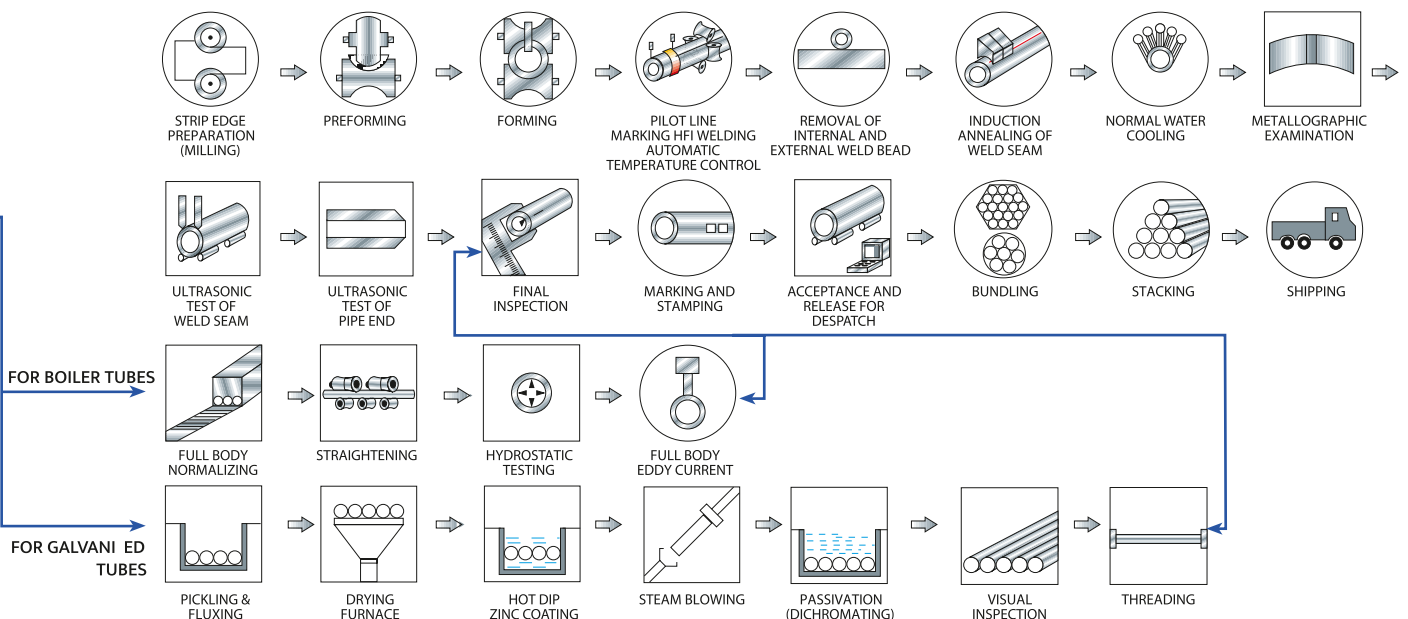 STRIP EDGE
PREPARATION
(MILLING)
PREFORMING
FORMING
PILOT LINE
MARKING HFI WELDING
AUTOMATIC
TEMPERATURE CONTROL
REMOVAL OF
INTERNAL AND
EXTERNAL WELD BEAD
INDUCTION
ANNEALING OF
WELD SEAM
NORMAL WATER
COOLING
METALLOGRAPHIC
EXAMINATION
ULTRASONIC
TEST OF
WELD SEAM
ULTRASONIC
TEST OF
PIPE END
FINAL
INSPECTION
MARKING AND
STAMPING
ACCEPTANCE AND
RELEASE FOR
DESPATCH
BUNDLING
STACKING
SHIPPING
FOR BOILER TUBES
FULL BODY
NORMALIZING
STRAIGHTENING
HYDROSTATIC
TESTING
FULL BODY
EDDY CURRENT
FOR GALVANI ED
TUBES
PICKLING &
FLUXING
DRYING
FURNACE
HOT DIP
ZINC COATING
STEAM BLOWING
PASSIVATION
(DICHROMATING)
VISUAL
INSPECTION
THREADING